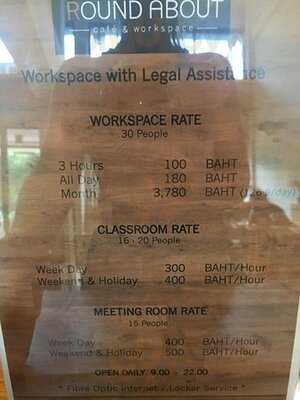 ROUND ABOUT
café & workspace
Workspace with Legal Assistance
WORKSPACE RATE
30 People
3 Hours 100 BAHT
All Day 180 BAHT
Month 3,780 BAHT (126 B/day)
CLASSROOM RATE
16 - 20 People
Week Day 300 BAHT/Hour
Weekend & Holiday 400 BAHT/Hour
MEETING ROOM RATE
15 People
Week Day 400 BAHT/Hour
Weekend & Holiday 500 BAHT/Hour
OPEN DAILY 9.00 - 22.00
* Fibre Optic Internet / Locker Service *